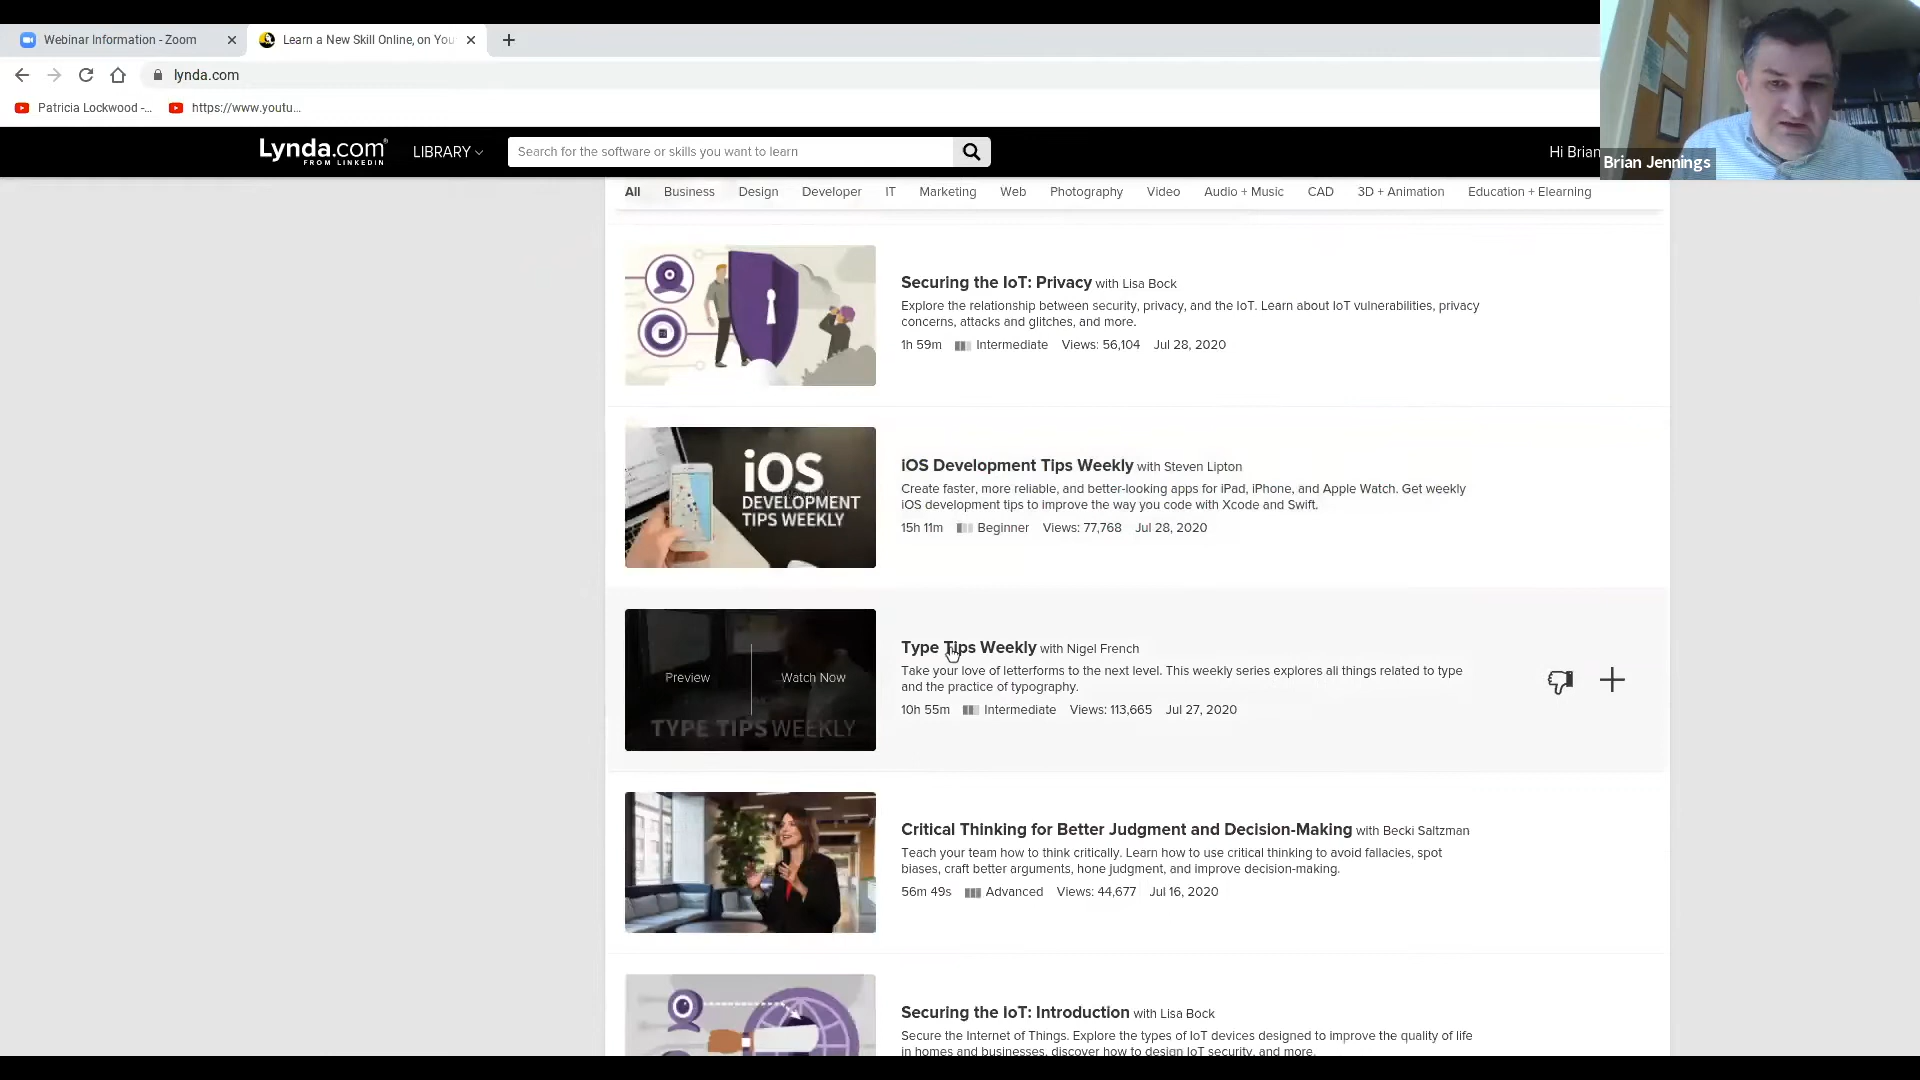 Webinar Information - Zoom
Learn a New Skill Online, on You
lynda.com
Patricia Lockwood -...
https://www.youtu...
Lynda.com
FROM LINKEDIN
LIBRARY
Search for the software or skills you want to learn
Hi Brian
Brian Jennings
All Business Design Developer IT Marketing Web Photography Video Audio + Music CAD 3D + Animation Education + Elearning
Securing the IoT: Privacy with Lisa Bock
Explore the relationship between security, privacy, and the IoT. Learn about IoT vulnerabilities, privacy
concerns, attacks and glitches, and more.
1h 59m Intermediate Views: 56,104 Jul 28, 2020
iOS
DEVELOPMENT
TIPS WEEKLY
iOS Development Tips Weekly with Steven Lipton
Create faster, more reliable, and better-looking apps for iPad, iPhone, and Apple Watch. Get weekly
iOS development tips to improve the way you code with Xcode and Swift.
15h 11m Beginner Views: 77,768 Jul 28, 2020
Preview Watch Now
TYPE TIPS WEEKLY
Type Tips Weekly with Nigel French
Take your love of letterforms to the next level. This weekly series explores all things related to type
and the practice of typography.
10h 55m Intermediate Views: 113,665 Jul 27, 2020
Critical Thinking for Better Judgment and Decision-Making with Becki Saltzman
Teach your team how to think critically. Learn how to use critical thinking to avoid fallacies, spot
biases, craft better arguments, hone judgment, and improve decision-making.
56m 49s Advanced Views: 44,677 Jul 16, 2020
Securing the IoT: Introduction with Lisa Bock
Secure the Internet of Things. Explore the types of IoT devices designed to improve the quality of life
in homes and businesses, discover how to design IoT security, and more.